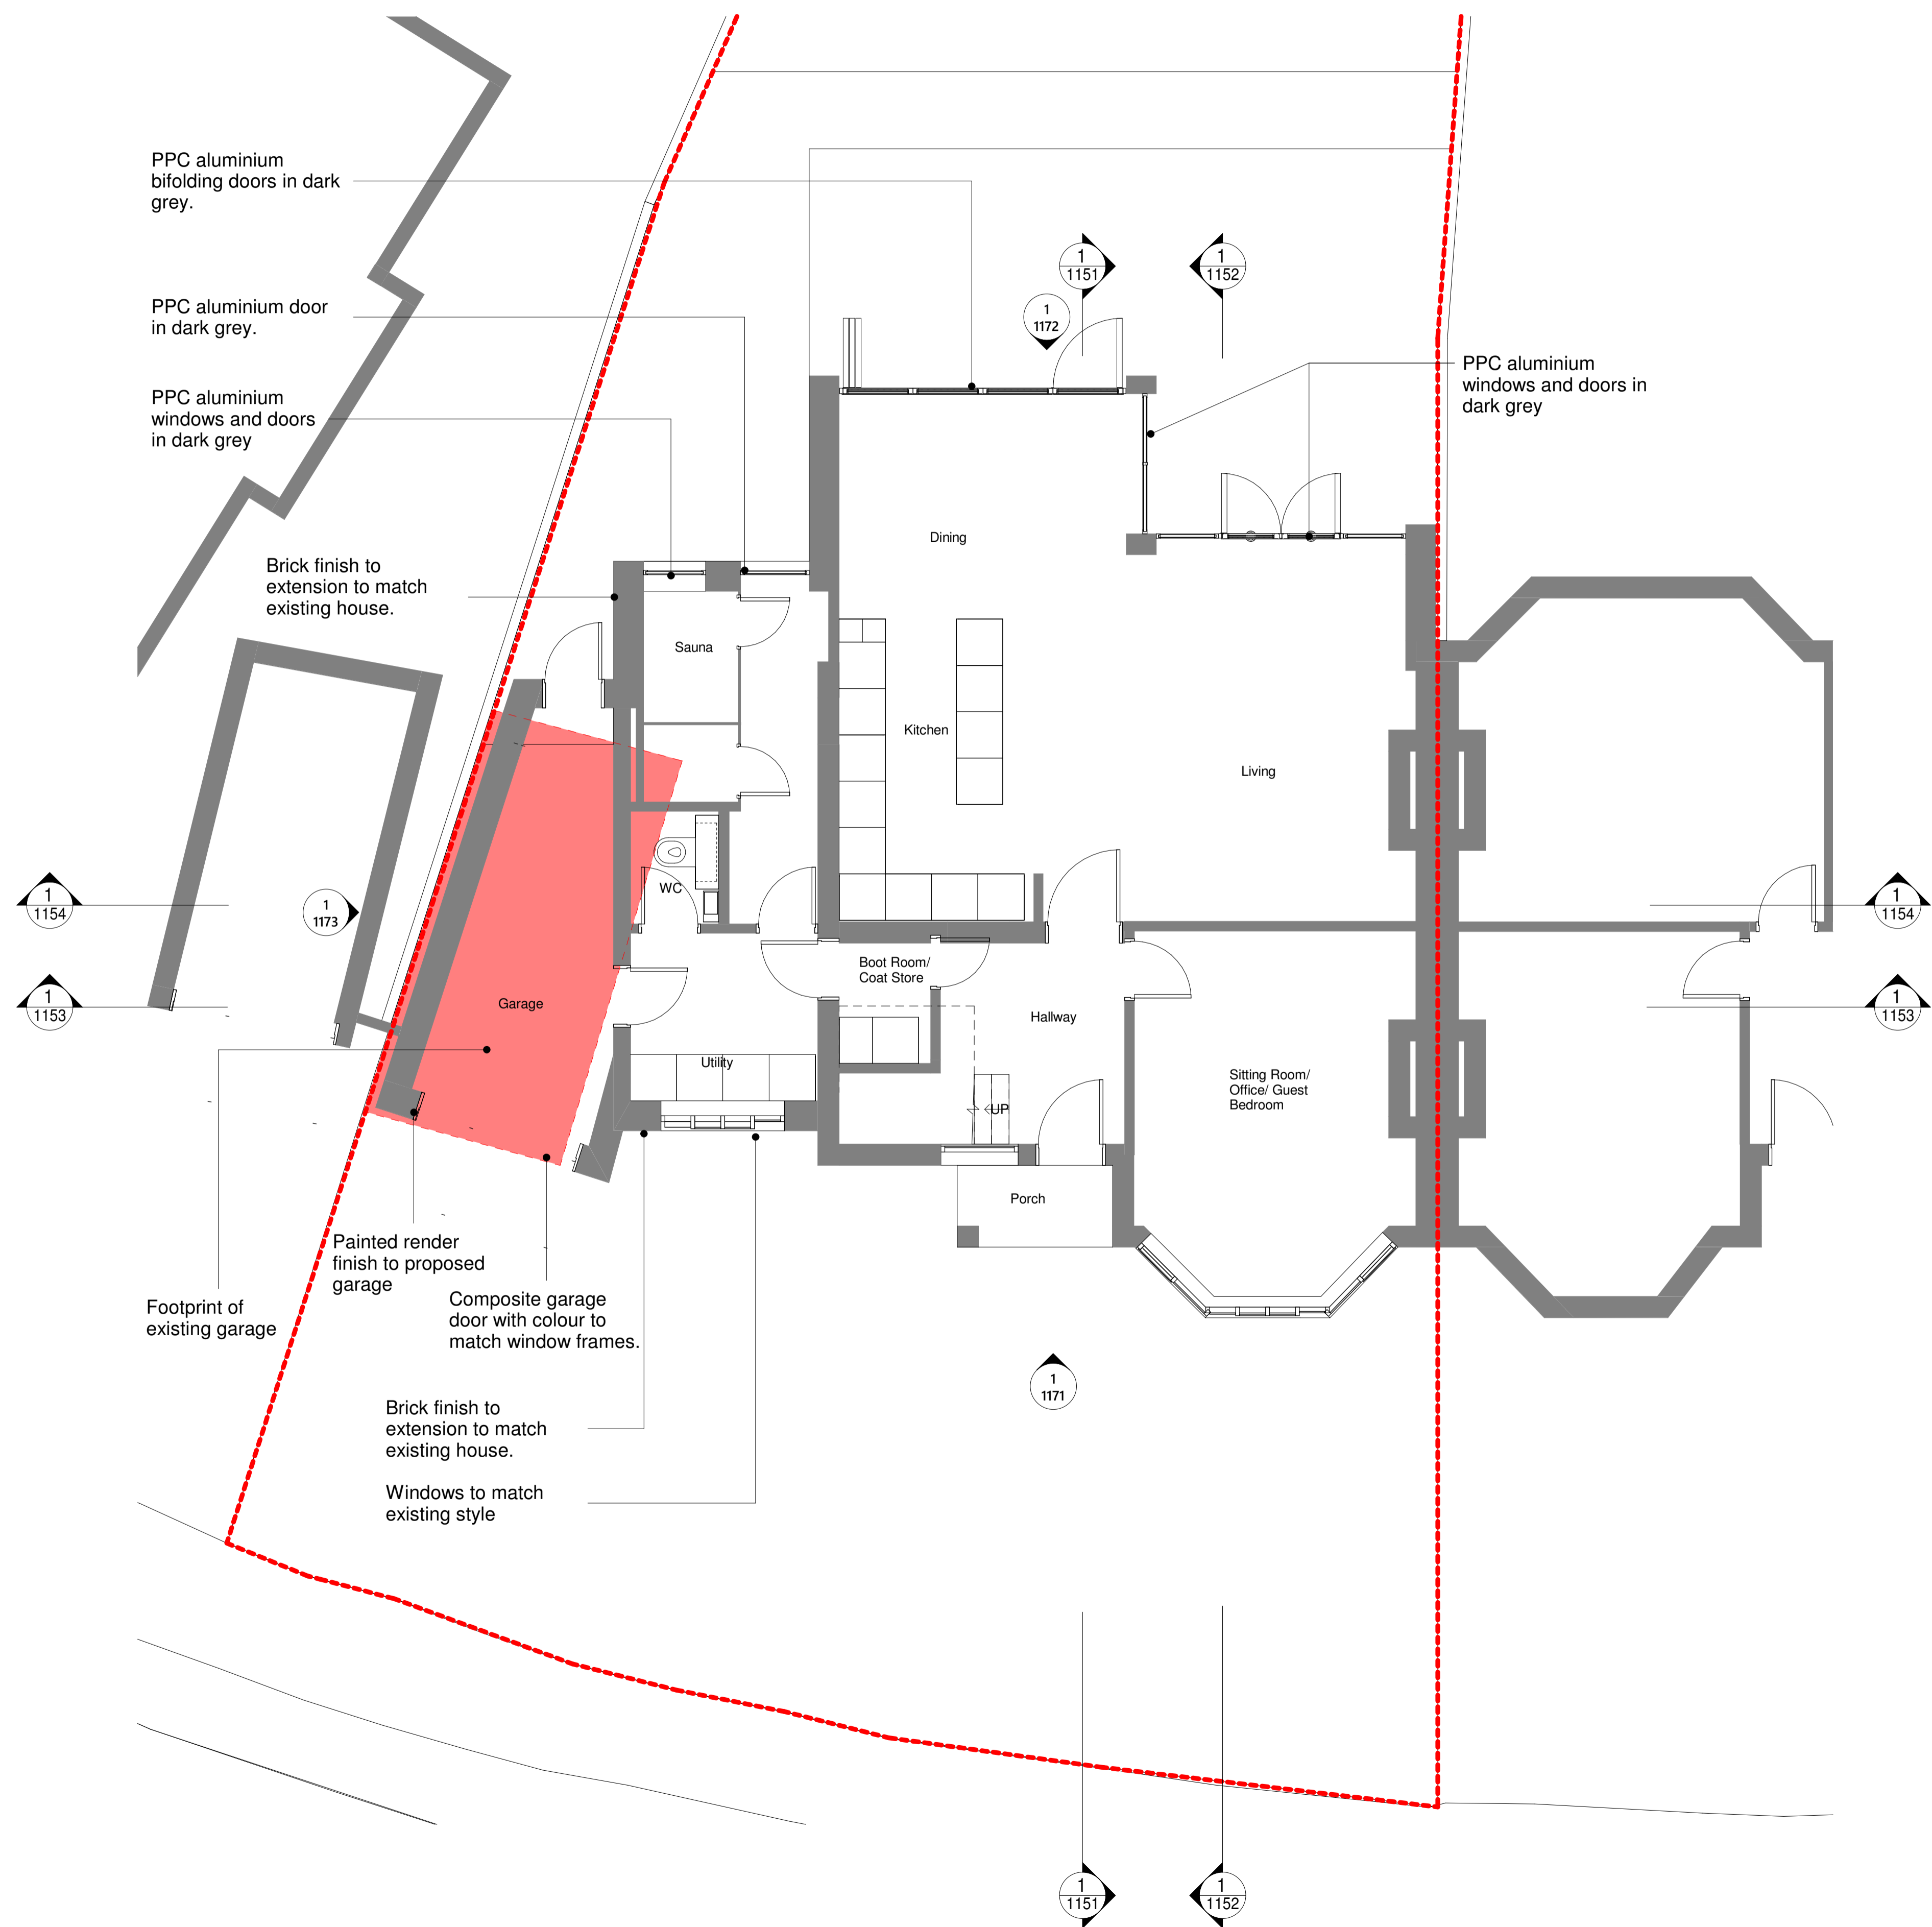 PPC aluminium
bifolding doors in dark
grey.
1
1151
1
1152
PPC aluminium door
in dark grey.
1
1172
PPC aluminium
windows and doors
in dark grey
PPC aluminium
windows and doors in
dark grey
Dining
Brick finish to
extension to match
existing house.
Sauna
Kitchen
Living
WC
1
1154
1
1173
1
1154
Boot Room/
Coat Store
Garage
1
1153
Hallway
1
1153
Utility
Sitting Room/
Office/ Guest
Bedroom
UP
Porch
Painted render
finish to proposed
garage
Footprint of
existing garage
Composite garage
door with colour to
match window frames.
1
1171
Brick finish to
extension to match
existing house.
Windows to match
existing style
1
1151
1
1152